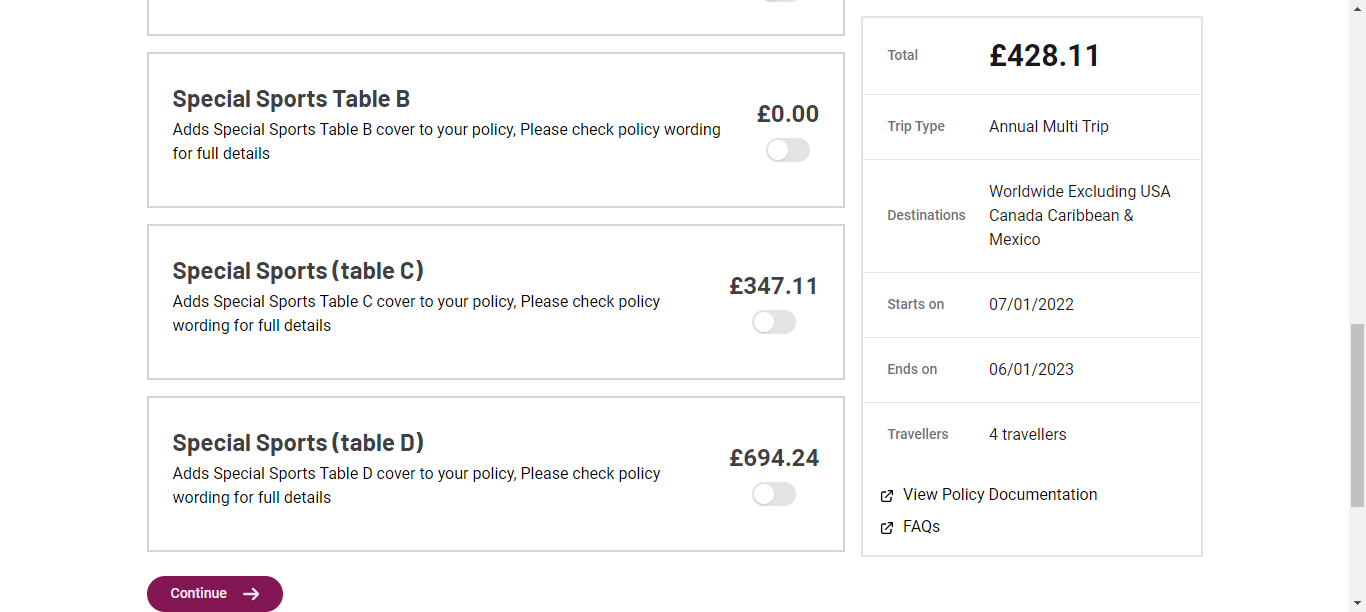 Special Sports Table B
Adds Special Sports Table B cover to your policy, Please check policy wording
for full details
£0.00
Special Sports (table C)
Adds Special Sports Table C cover to your policy, Please check policy
wording for full details
£347.11
Special Sports (table D)
Adds Special Sports Table D cover to your policy, Please check policy
wording for full details
£694.24
Continue
Total £428.11
Trip Type Annual Multi Trip
Destinations Worldwide Excluding USA
Canada Caribbean &
Mexico
Starts on 07/01/2022
Ends on 06/01/2023
Travellers 4 travellers
View Policy Documentation
FAQs